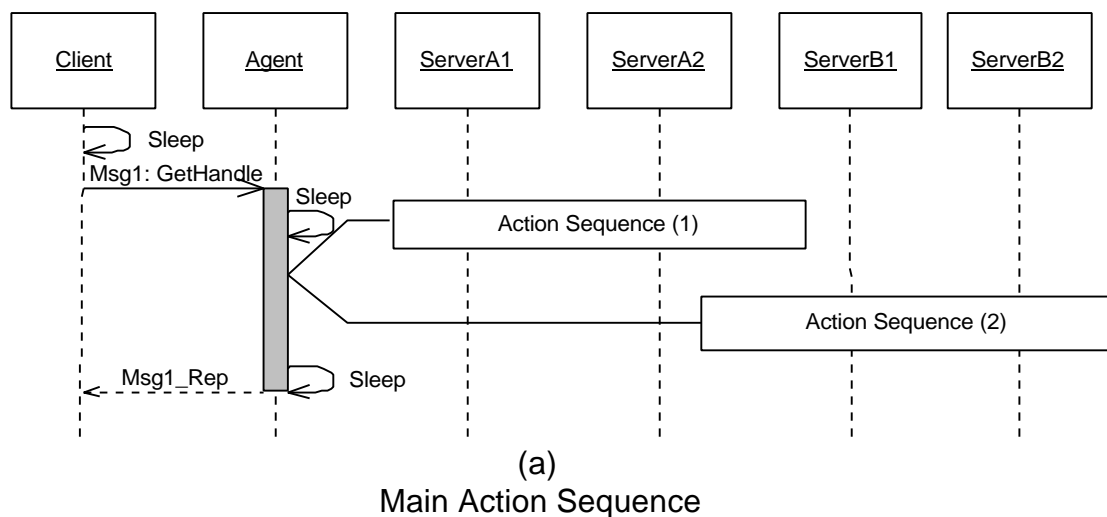 Client
Agent
ServerA1
ServerA2
ServerB1
ServerB2
Sleep
Msg1: GetHandle
Sleep
Action Sequence (1)
Action Sequence (2)
Msg1_Rep
Sleep
(a)
Main Action Sequence